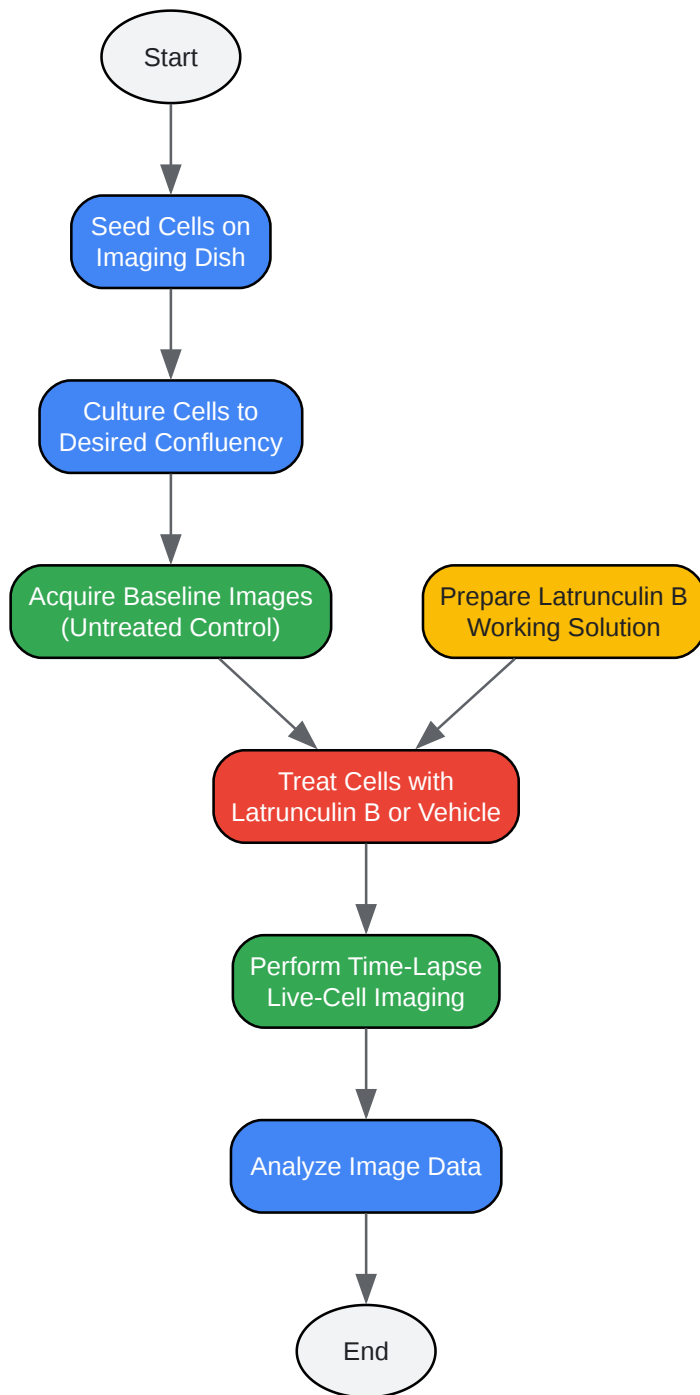 Start
Seed Cells on
Imaging Dish
Culture Cells to
Desired Confluency
Acquire Baseline Images
(Untreated Control)
Prepare Latrunculin B
Working Solution
Treat Cells with
Latrunculin B or Vehicle
Perform Time-Lapse
Live-Cell Imaging
Analyze Image Data
End